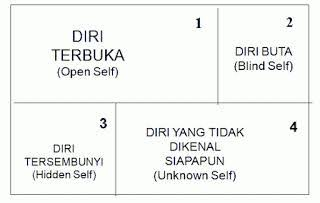 1
DIRI
TERBUKA
(Open Self)
2
DIRI BUTA
(Blind Self)
3
DIRI
TERSEMBUNYI
(Hidden Self)
4
DIRI YANG TIDAK
DIKENAL
SIAPAPUN
(Unknown Self)